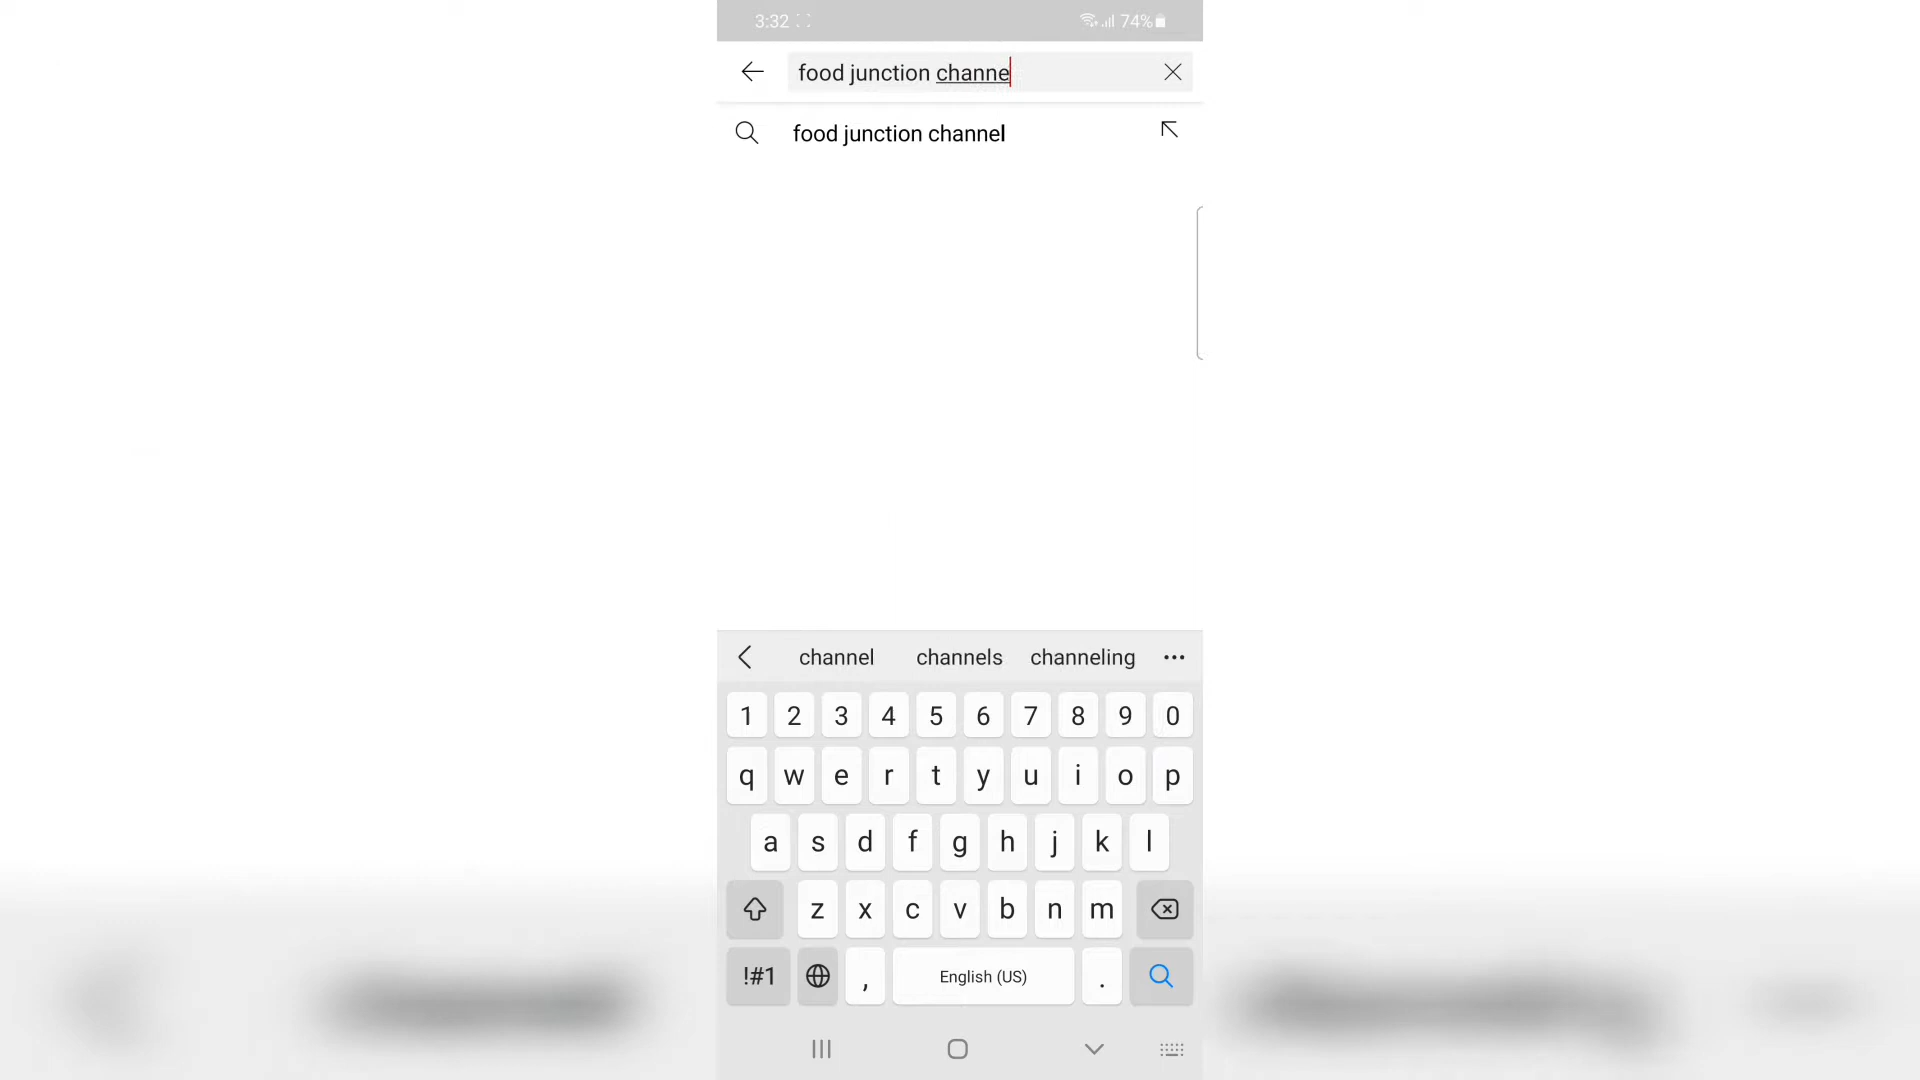 3:32 74%
food junction channe
food junction channel
channel channels channeling
1 2 3 4 5 6 7 8 9 0
q w e r t y u i o p
a s d f g h j k l
z x c v b n m
!#1 , English (US) .